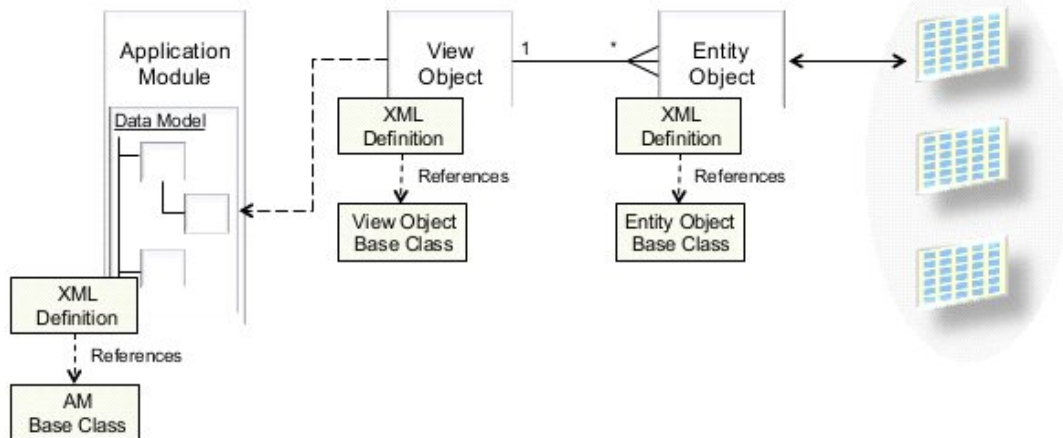 Application
Module
Data Model
XML
Definition
References
AM
Base Class
View
Object
XML
Definition
References
View Object
Base Class
1
*
Entity
Object
XML
Definition
References
Entity Object
Base Class